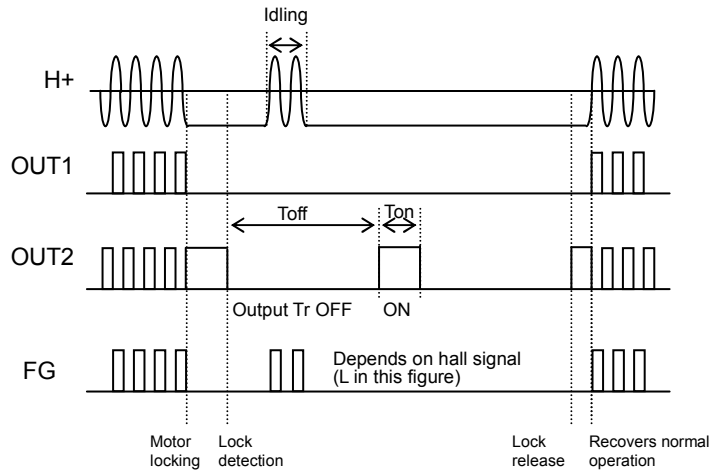 Idling
H+
OUT1
Toff
Ton
OUT2
Output Tr OFF
ON
FG
Depends on hall signal
(L in this figure)
Motor
locking
Lock
detection
Lock
release
Recovers normal
operation